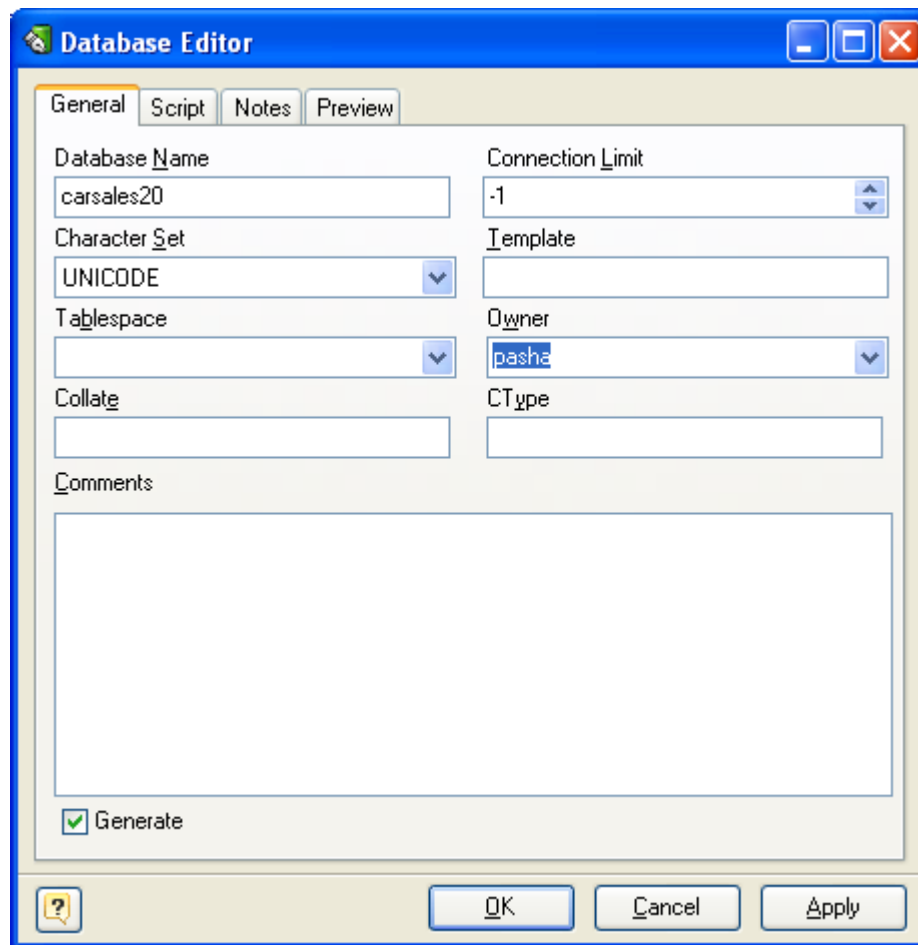 Database Editor
General Script Notes Preview
Database Name Connection Limit
carsales20 -1
Character Set Template
UNICODE
Tablespace Owner
pasha
Collate CType
Comments
Generate
? OK Cancel Apply